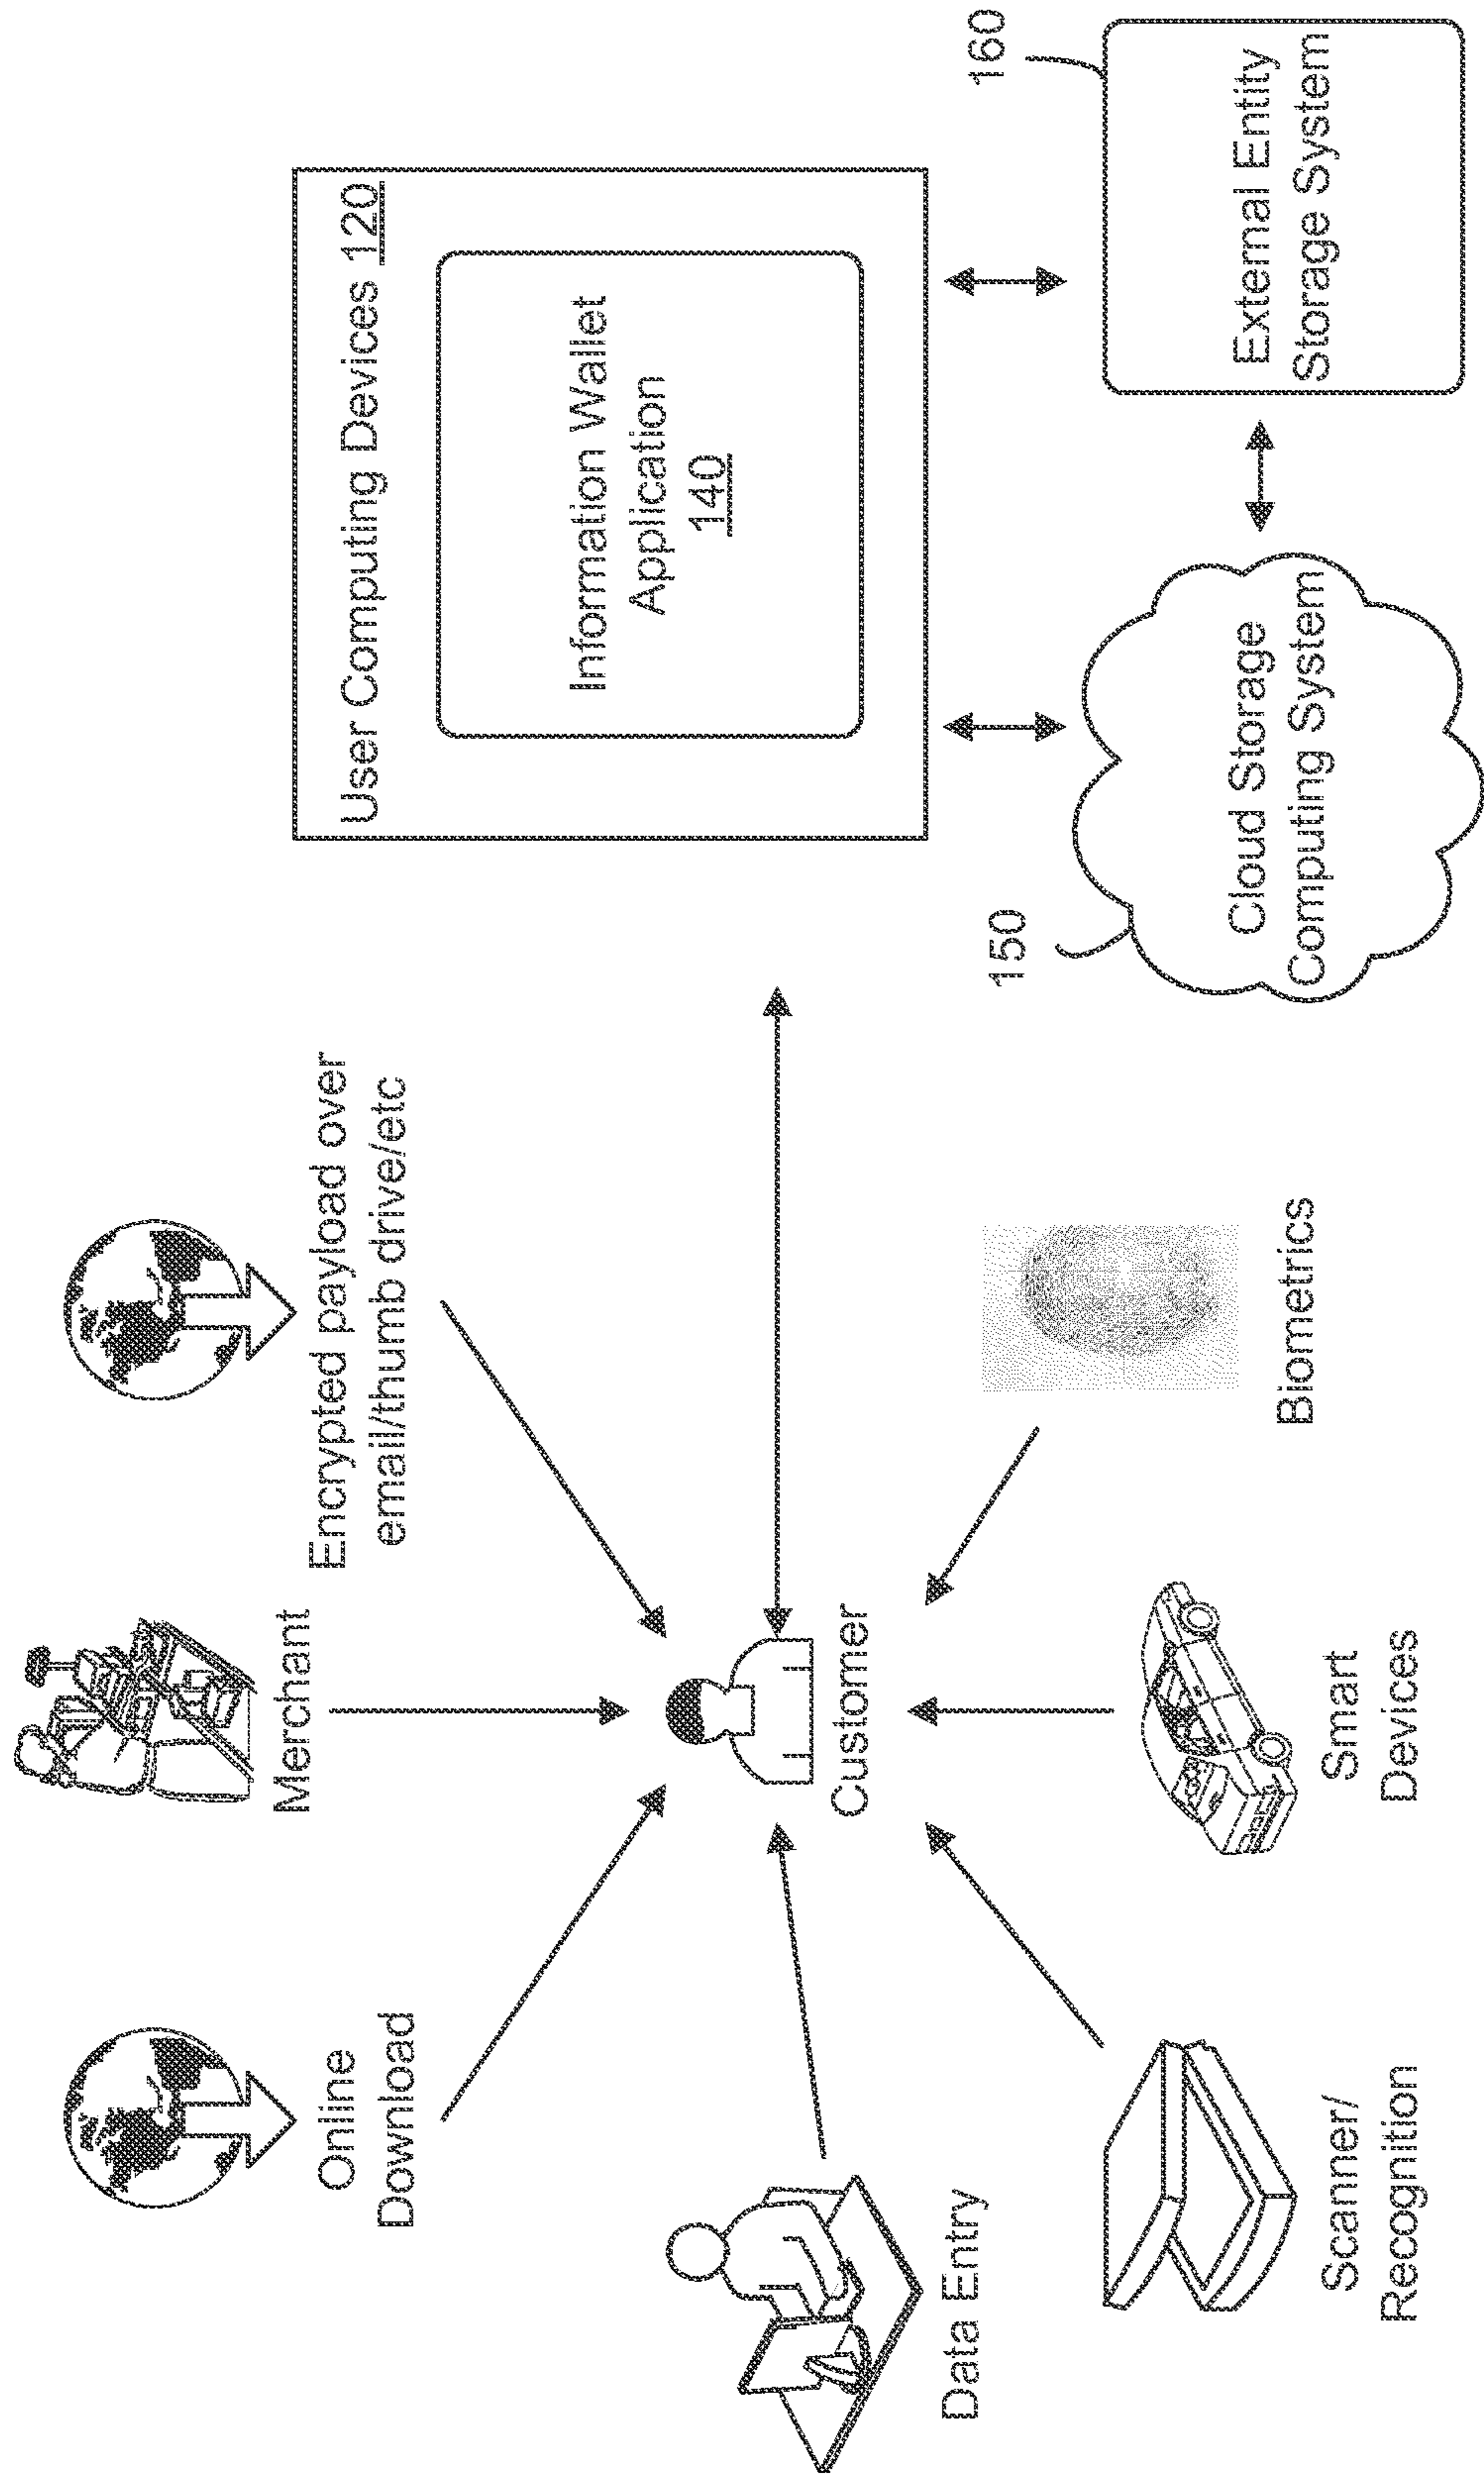 Online
Download
Merchant
Encrypted payload over
email/thumb drive/etc
Data Entry
Customer
Scanner/
Recognition
Smart
Devices
Biometrics
User Computing Devices 120
Information Wallet
Application
140
150
Cloud Storage
Computing System
160
External Entity
Storage System